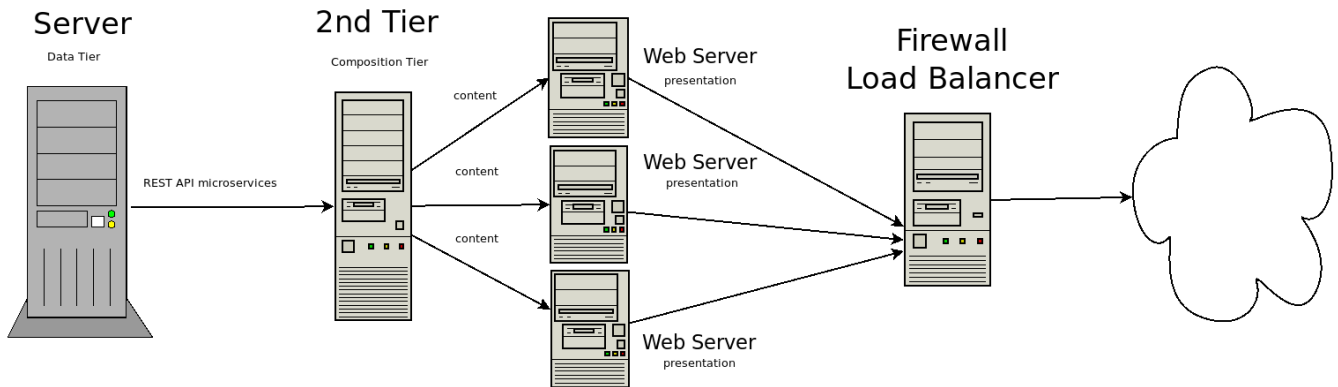 Server
Data Tier
REST API microservices
2nd Tier
Composition Tier
content
content
content
Web Server
presentation
Web Server
presentation
Web Server
presentation
Firewall
Load Balancer